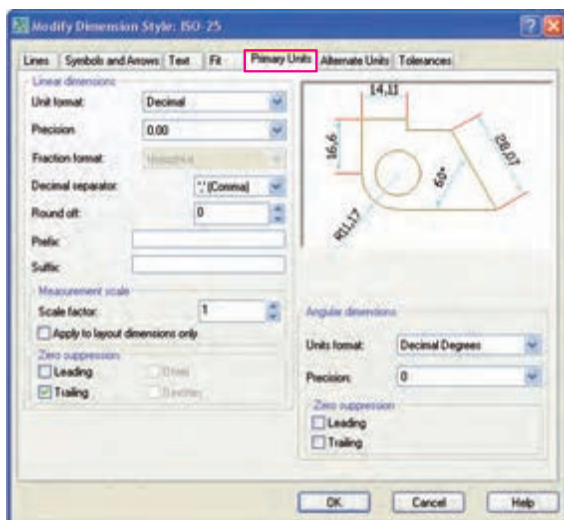 Modify Dimension Style: ISO-25
Lines Symbols and Arrows Text Fit Primary Units Alternate Units Tolerances
Linear dimensions
Unit format: Decimal
Precision 0.00
Fraction format:
Decimal separator: ',' (Comma)
Round off: 0
Prefix:
Suffix:
Measurement scale
Scale factor: 1
Apply to layout dimensions only
Zero suppression
Leading
Trailing
14,11
16,6
28,07
60°
R11,17
Angular dimensions
Units format: Decimal Degrees
Precision: 0
Zero suppression
Leading
Trailing
OK Cancel Help